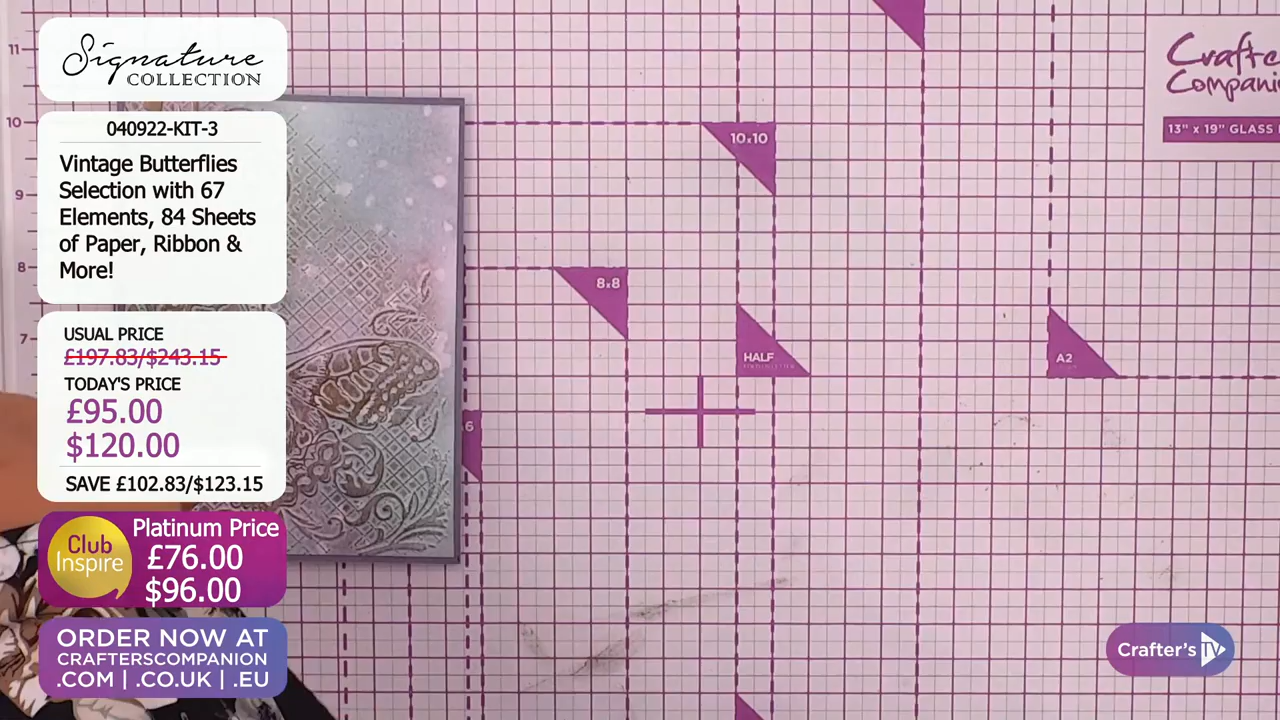 Signature
COLLECTION
040922-KIT-3
Vintage Butterflies
Selection with 67
Elements, 84 Sheets
of Paper, Ribbon &
More!
USUAL PRICE
£197.83/$243.15
TODAY'S PRICE
£95.00
$120.00
SAVE £102.83/$123.15
Club
Inspire
Platinum Price
£76.00
$96.00
ORDER NOW AT
CRAFTERSCOMPANION
.COM | .CO.UK | .EU
11
10
9
8
7
10x10
8x8
6
HALF
A2
Crafte
Compani
13" x 19" GLASS
Crafter's TV